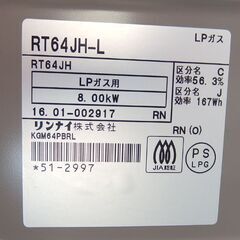 RT64JH-L
LPガス
RT64JH
区分名 C
効率56.3%
LPガス用
区分名 J
8.00kW
効率 167Wh
16.01-002917 RN
リンナイ株式会社
RN(O)
KGM64PBRL
JIA認証
PS
LPG
*51-2997